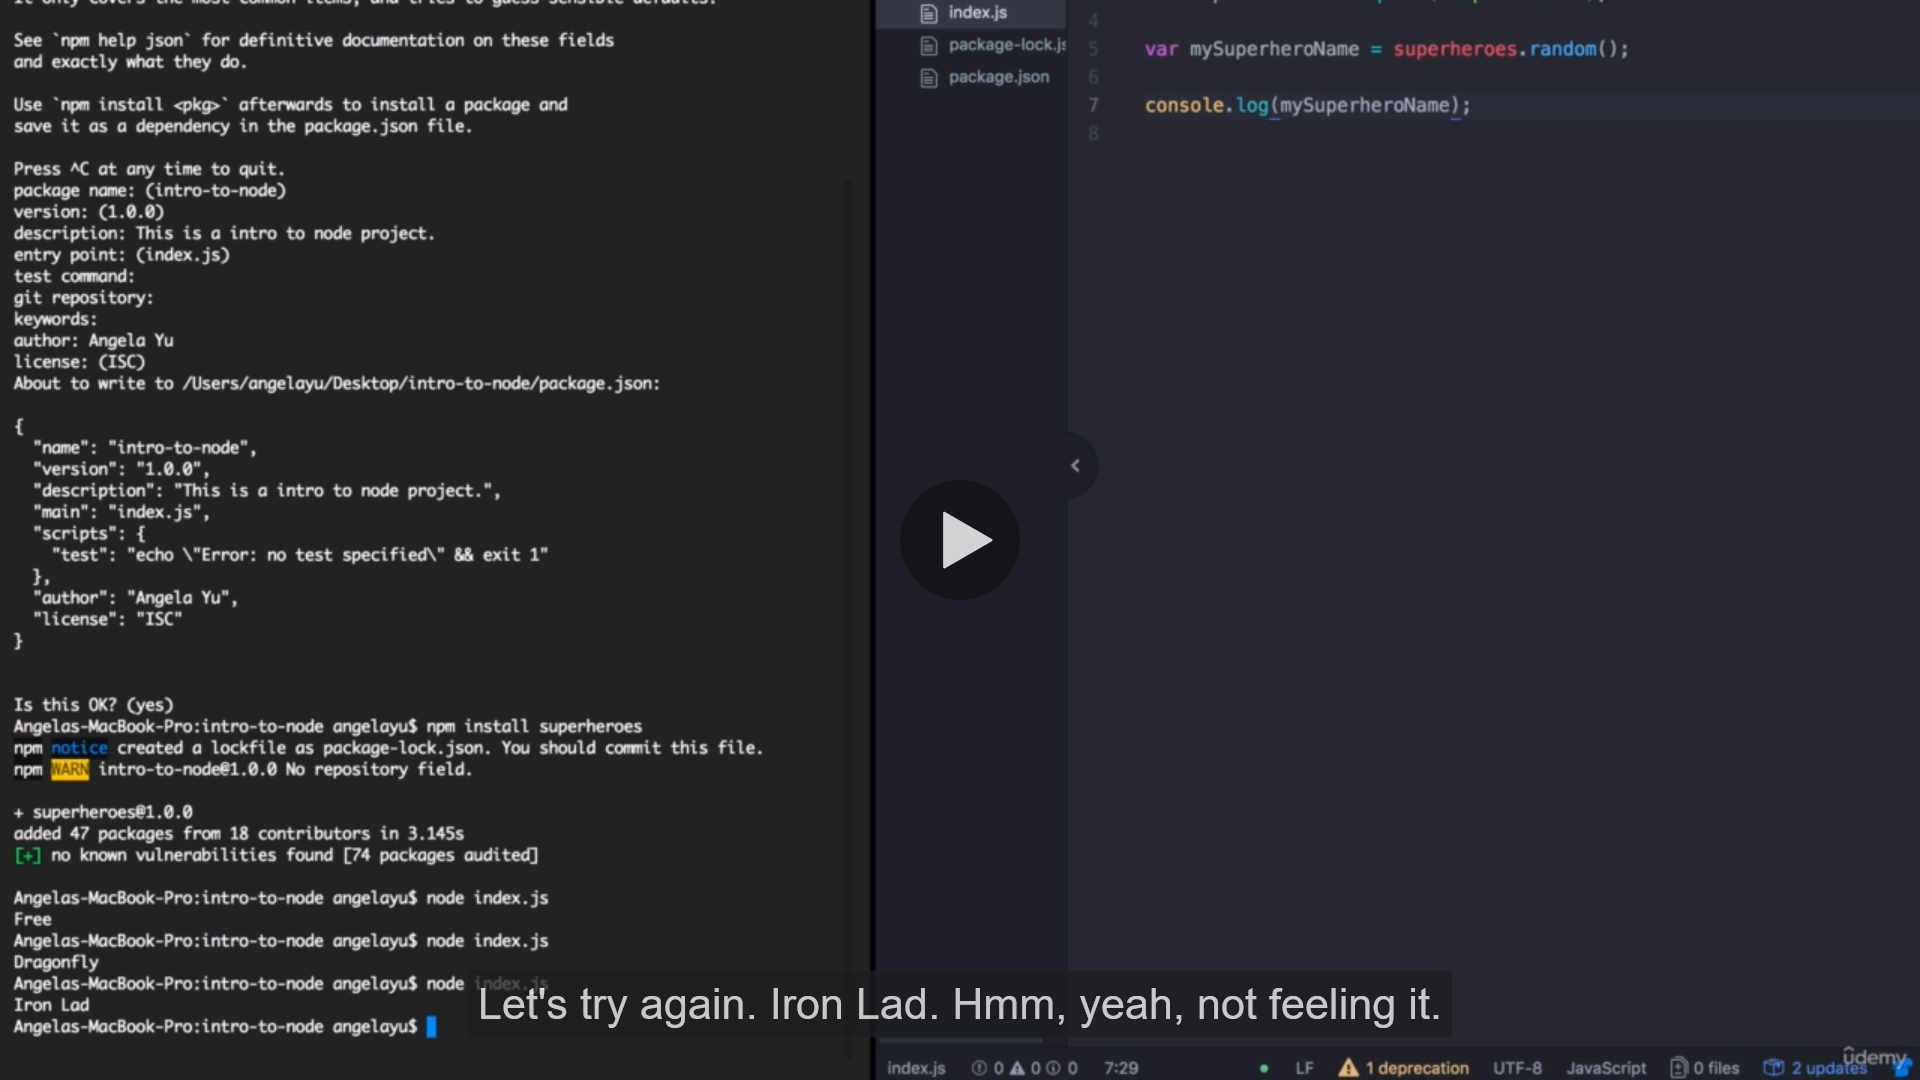 See `npm help json` for definitive documentation on these fields
and exactly what they do.
Use `npm install <pkg>` afterwards to install a package and
save it as a dependency in the package.json file.
Press ^C at any time to quit.
package name: (intro-to-node)
version: (1.0.0)
description: This is a intro to node project.
entry point: (index.js)
test command:
git repository:
keywords:
author: Angela Yu
license: (ISC)
About to write to /Users/angelayu/Desktop/intro-to-node/package.json:
{
"name": "intro-to-node",
"version": "1.0.0",
"description": "This is a intro to node project.",
"main": "index.js",
"scripts": {
"test": "echo \"Error: no test specified\" && exit 1"
},
"author": "Angela Yu",
"license": "ISC"
}
Is this OK? (yes)
Angelas-MacBook-Pro:intro-to-node angelayu$ npm install superheroes
npm notice created a lockfile as package-lock.json. You should commit this file.
npm WARN intro-to-node@1.0.0 No repository field.
+ superheroes@1.0.0
added 47 packages from 18 contributors in 3.145s
[+] no known vulnerabilities found [74 packages audited]
Angelas-MacBook-Pro:intro-to-node angelayu$ node index.js
Free
Angelas-MacBook-Pro:intro-to-node angelayu$ node index.js
Dragonfly
Angelas-MacBook-Pro:intro-to-node angelayu$ node index.js
Iron Lad
Angelas-MacBook-Pro:intro-to-node angelayu$
index.js
package-lock.js
package.json
4
5 var mySuperheroName = superheroes.random();
6
7 console.log(mySuperheroName);
8
Let's try again. Iron Lad. Hmm, yeah, not feeling it.
index.js 0 0 0 7:29 LF 1 deprecation UTF-8 JavaScript 0 files 2 updates
ûdemy